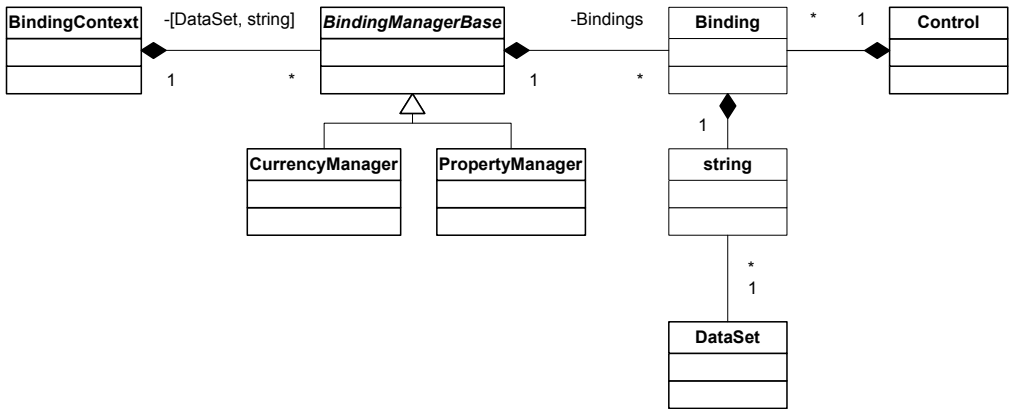 BindingContext
-[DataSet, string]
BindingManagerBase
-Bindings
Binding
*
1
Control
1
*
1
*
1
CurrencyManager
PropertyManager
string
*
1
DataSet